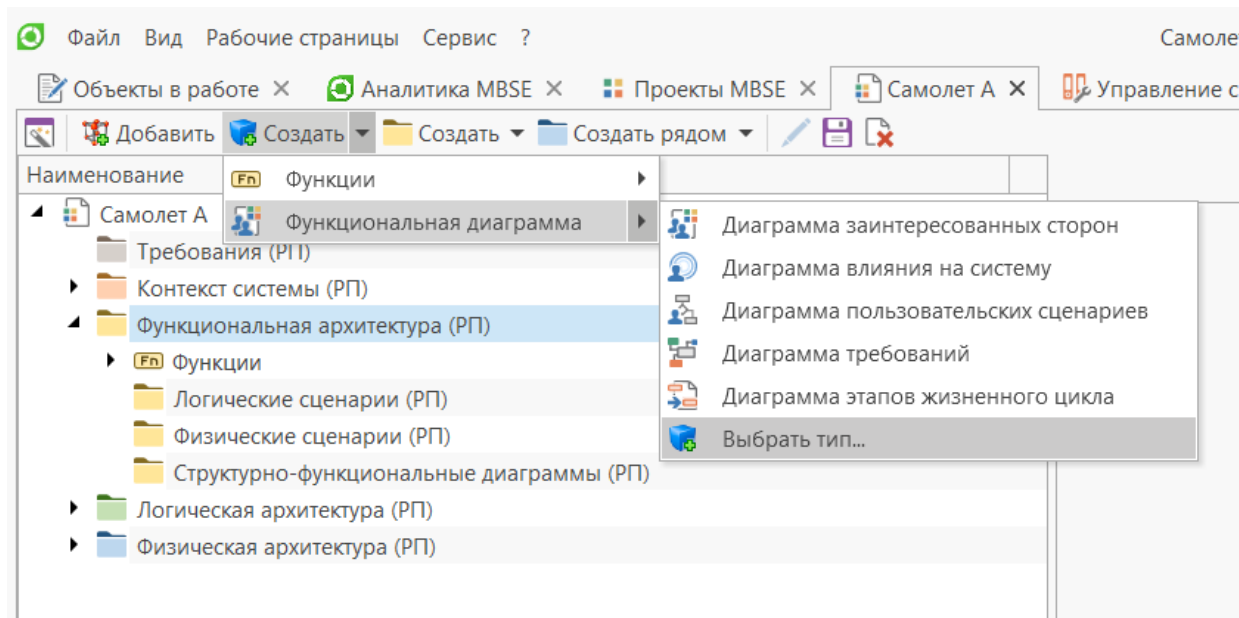 Файл Вид Рабочие страницы Сервис ? Самолет
Объекты в работе Аналитика MBSE Проекты MBSE Самолет А Управление с
Добавить Создать Создать Создать рядом
Наименование
Fn Функции
Самолет А
Функциональная диаграмма
Диаграмма заинтересованных сторон
Требования (РП)
Диаграмма влияния на систему
Контекст системы (РП)
Диаграмма пользовательских сценариев
Функциональная архитектура (РП)
Диаграмма требований
Fn Функции
Диаграмма этапов жизненного цикла
Логические сценарии (РП)
Физические сценарии (РП)
Выбрать тип...
Структурно-функциональные диаграммы (РП)
Логическая архитектура (РП)
Физическая архитектура (РП)